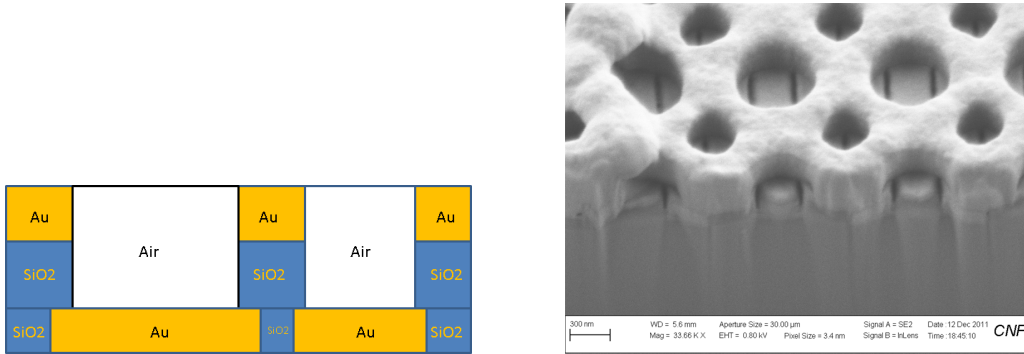 Au
Au
Au
Air
Air
SiO2
SiO2
SiO2
SiO2
Au
SiO2
Au
SiO2
300 nm
WD = 5.6 mm
Aperture Size = 30.00 µm
Signal A = SE2
Date :12 Dec 2011
Mag = 33.66 K X
EHT = 0.80 kV
Pixel Size = 3.4 nm
Signal B = InLens
Time :18:45:10
CNF